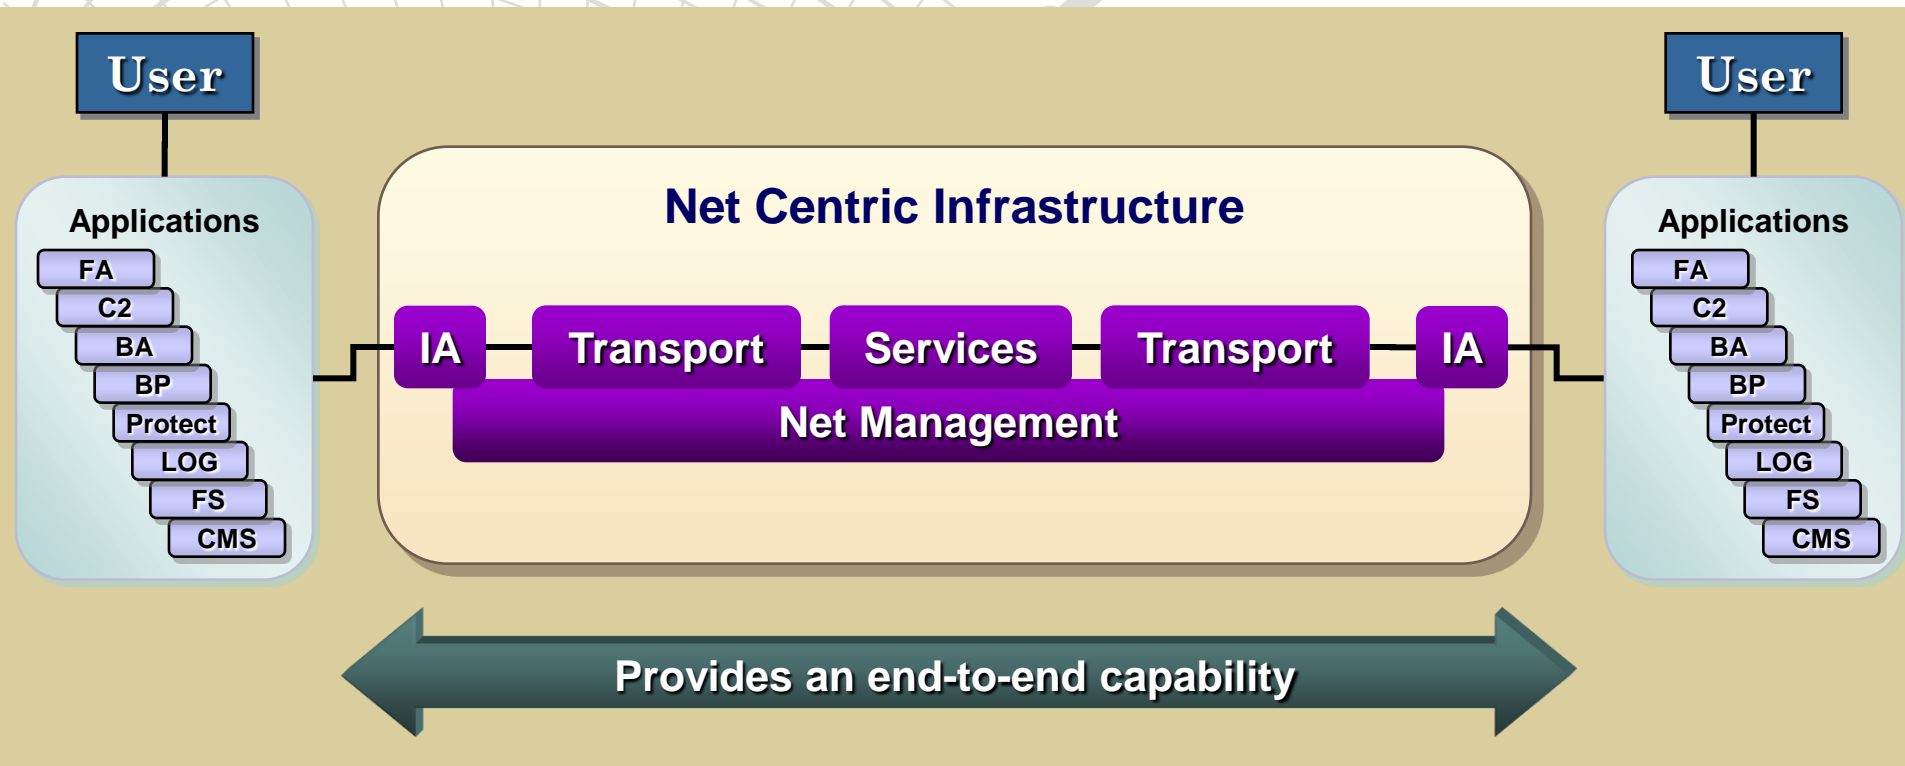 User
User
Applications
FA
C2
BA
BP
Protect
LOG
FS
CMS
Net Centric Infrastructure
IA
Transport
Services
Transport
IA
Net Management
Applications
FA
C2
BA
BP
Protect
LOG
FS
CMS
Provides an end-to-end capability